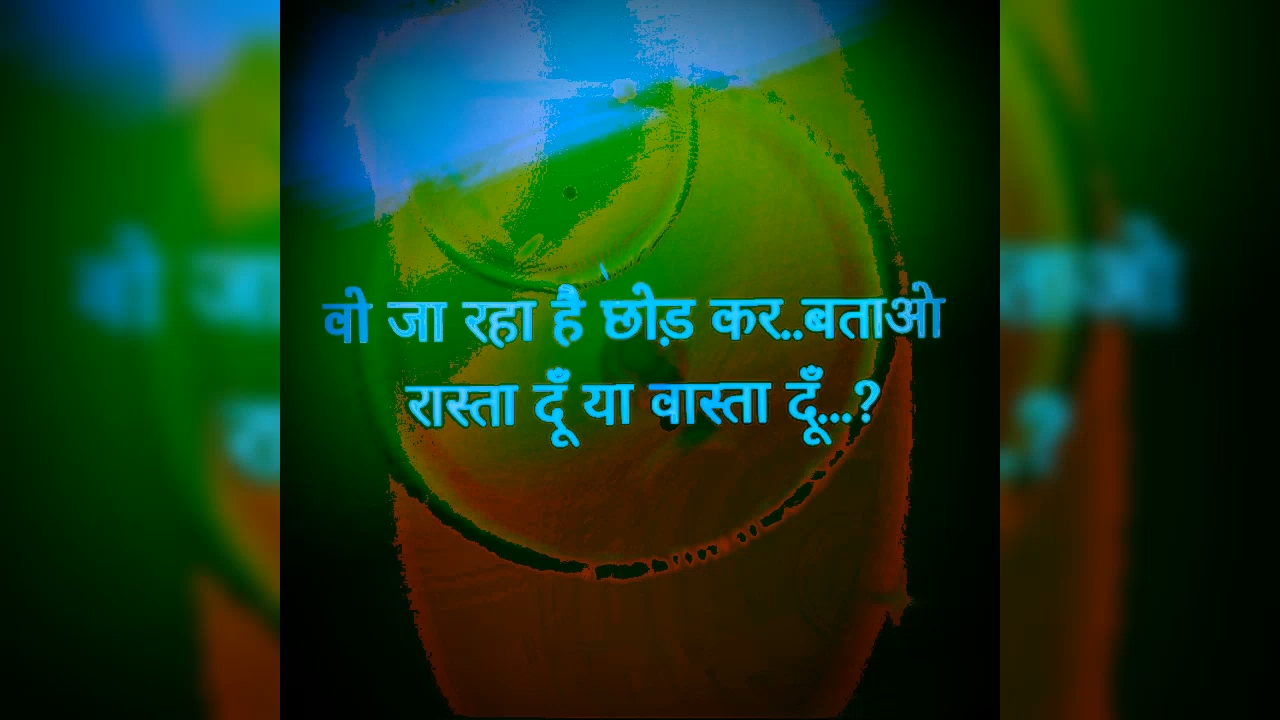 वो जा रहा है छोड़ कर..बताओ
रास्ता दूँ या वास्ता दूँ...?